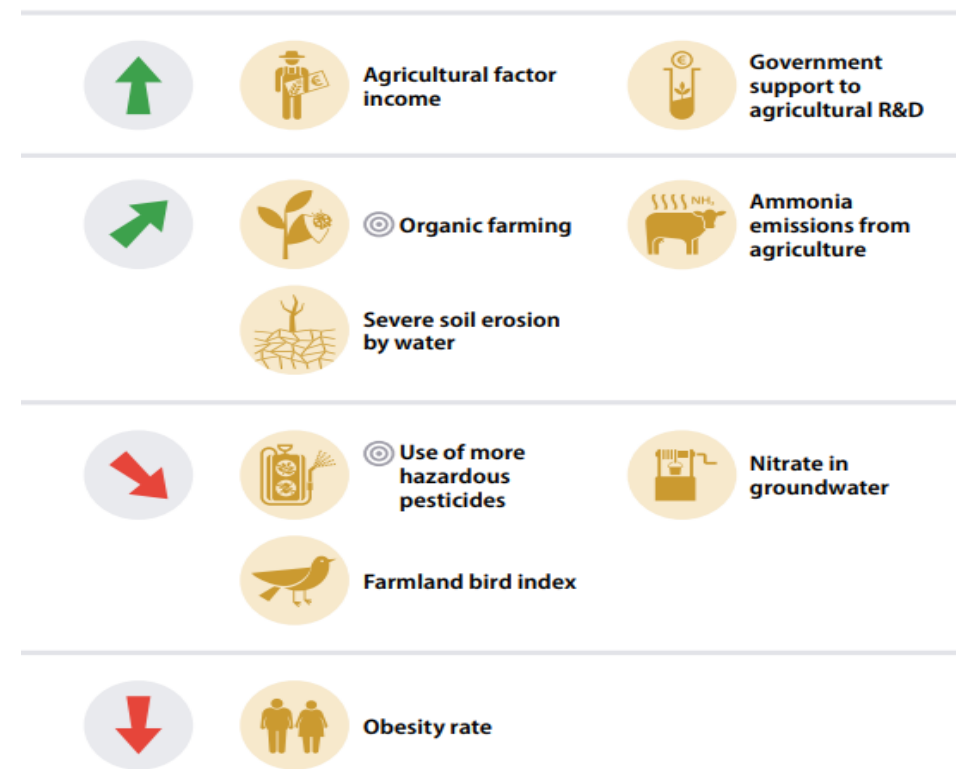 Agricultural factor
income
Government
support to
agricultural R&D
Organic farming
NH₃
Ammonia
emissions from
agriculture
Severe soil erosion
by water
Use of more
hazardous
pesticides
Nitrate in
groundwater
Farmland bird index
Obesity rate